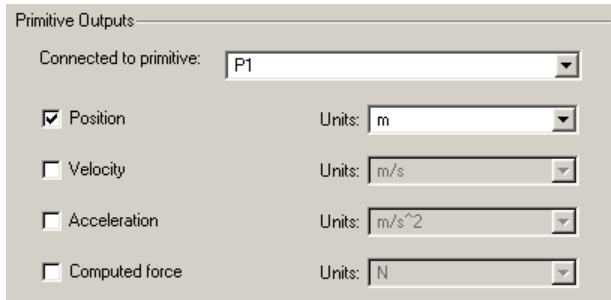 Primitive Outputs
Connected to primitive: P1
Position Units: m
Velocity Units: m/s
Acceleration Units: m/s^2
Computed force Units: N